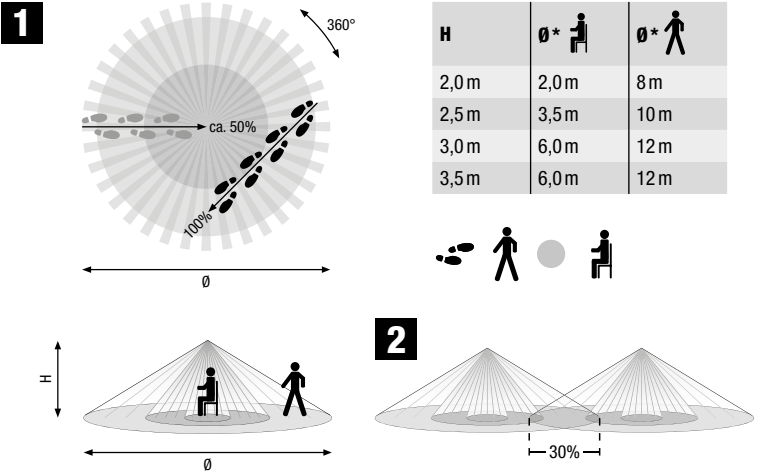 1
360°
ca. 50%
100%
Ø
H Ø* Ø*
2,0 m 2,0 m 8 m
2,5 m 3,5 m 10 m
3,0 m 6,0 m 12 m
3,5 m 6,0 m 12 m
H
Ø
2
30%